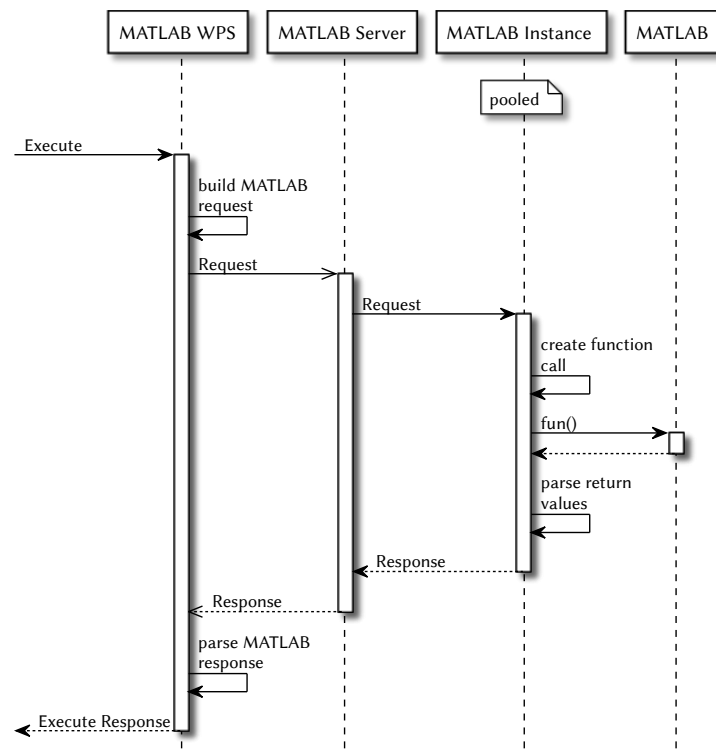 MATLAB WPS
MATLAB Server
MATLAB Instance
MATLAB
pooled
Execute
build MATLAB
request
Request
Request
create function
call
fun()
parse return
values
Response
Response
parse MATLAB
response
Execute Response